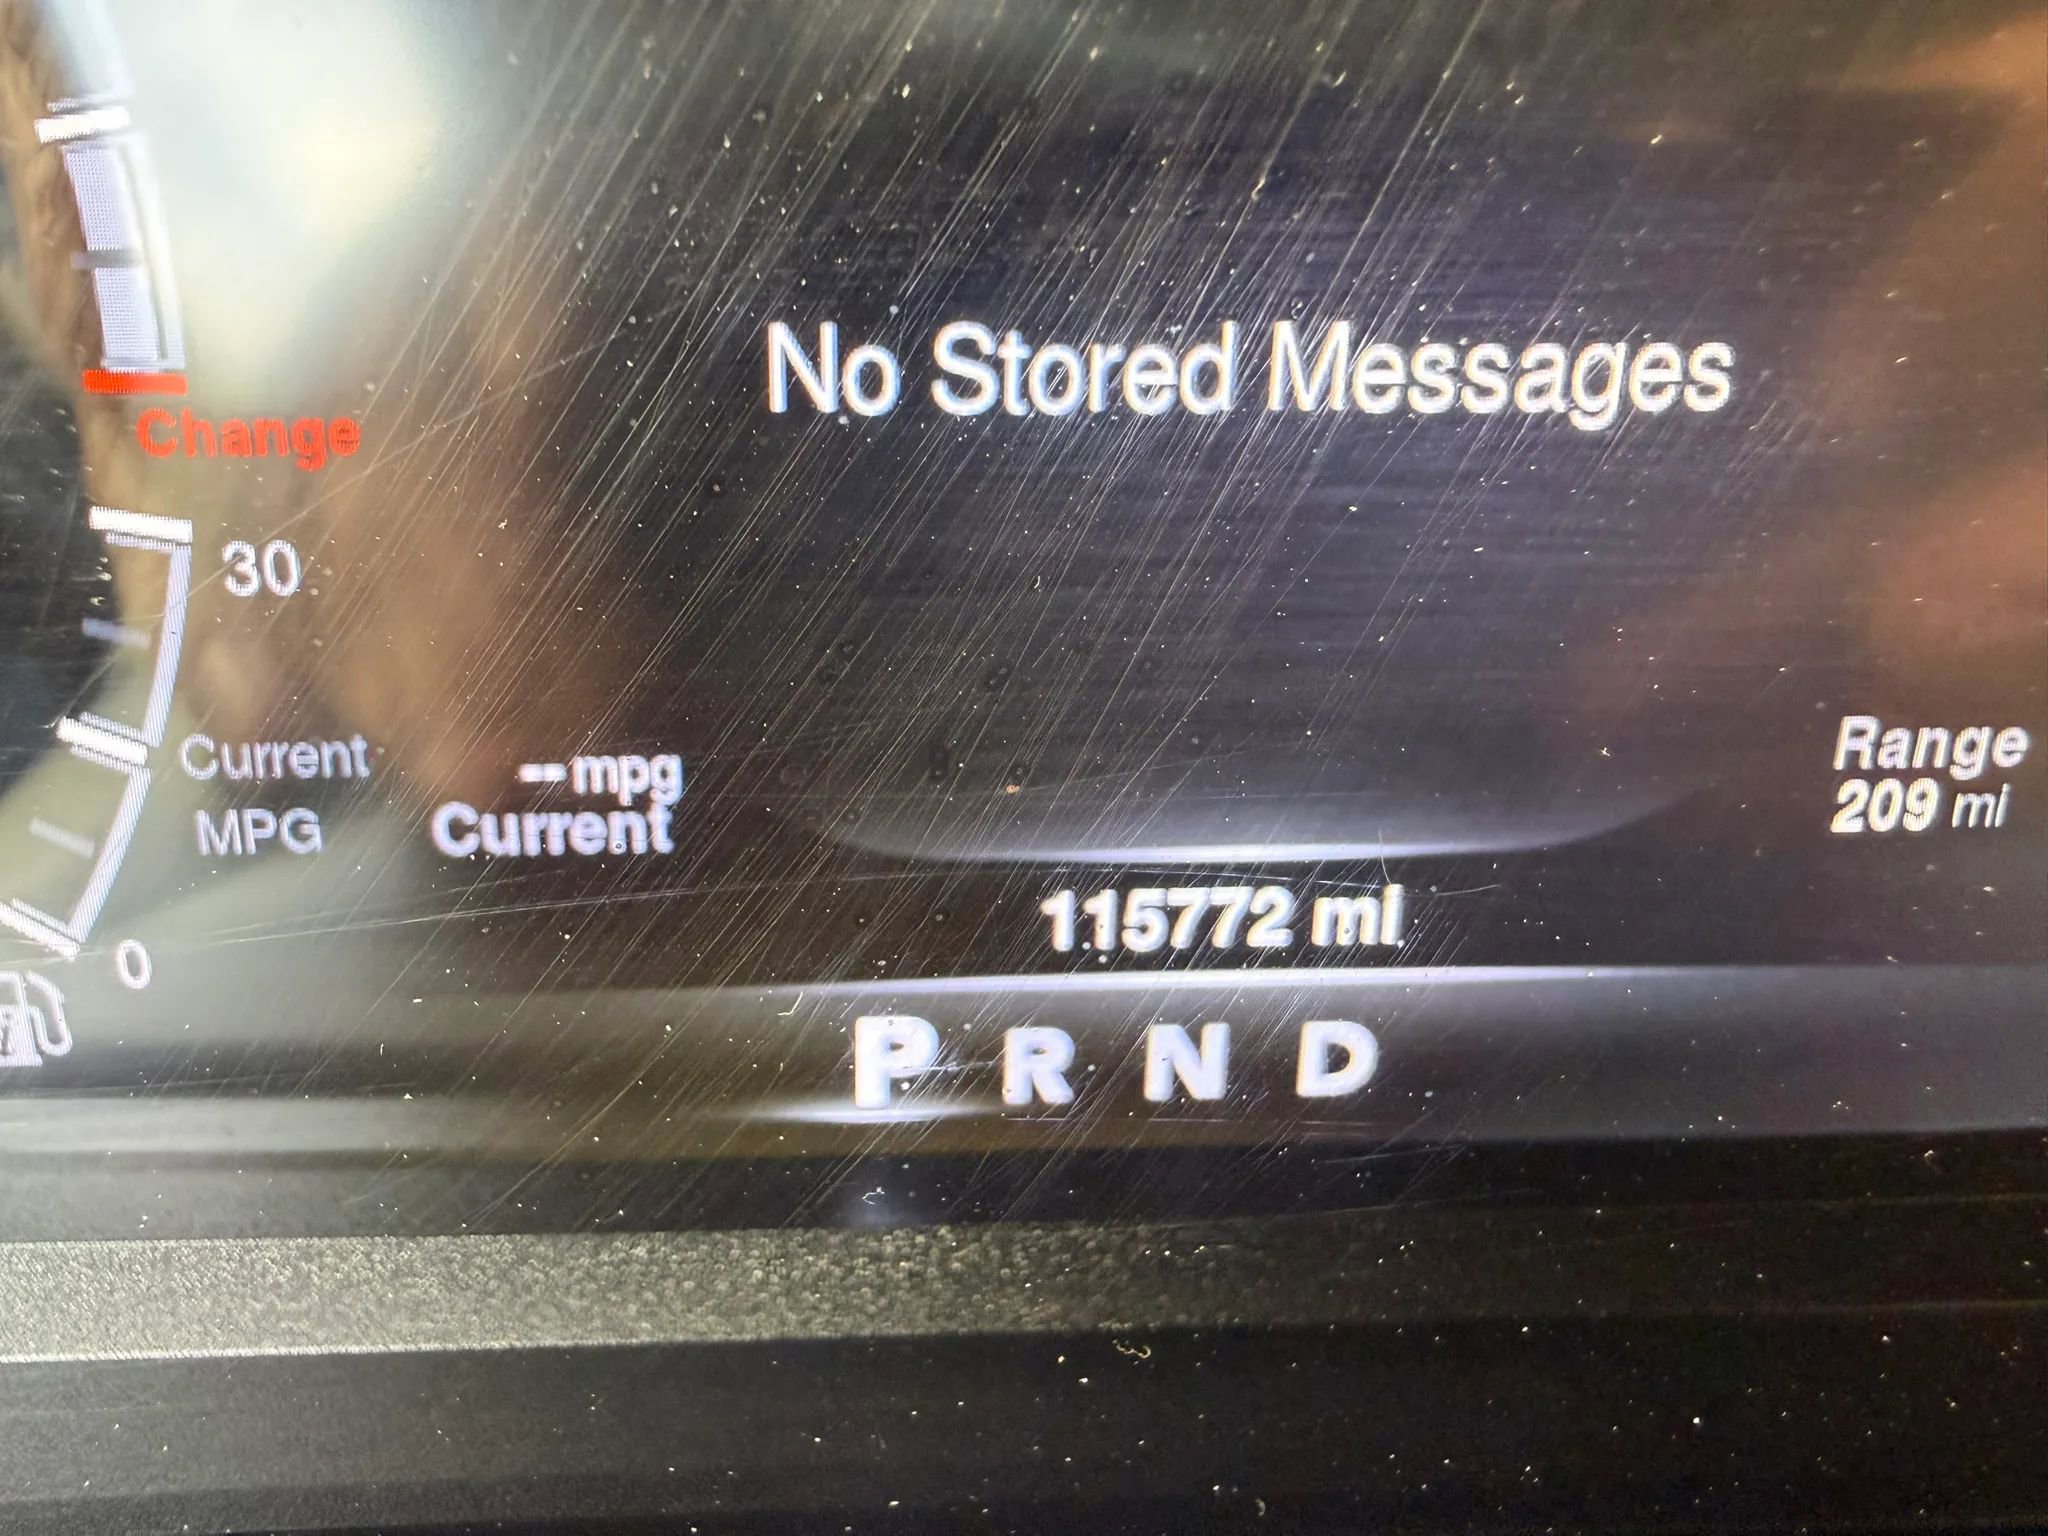 No Stored Messages
Change
30
Current
MPG
--mpg
Current
Range
209 mi
0
115772 mi
P R N D